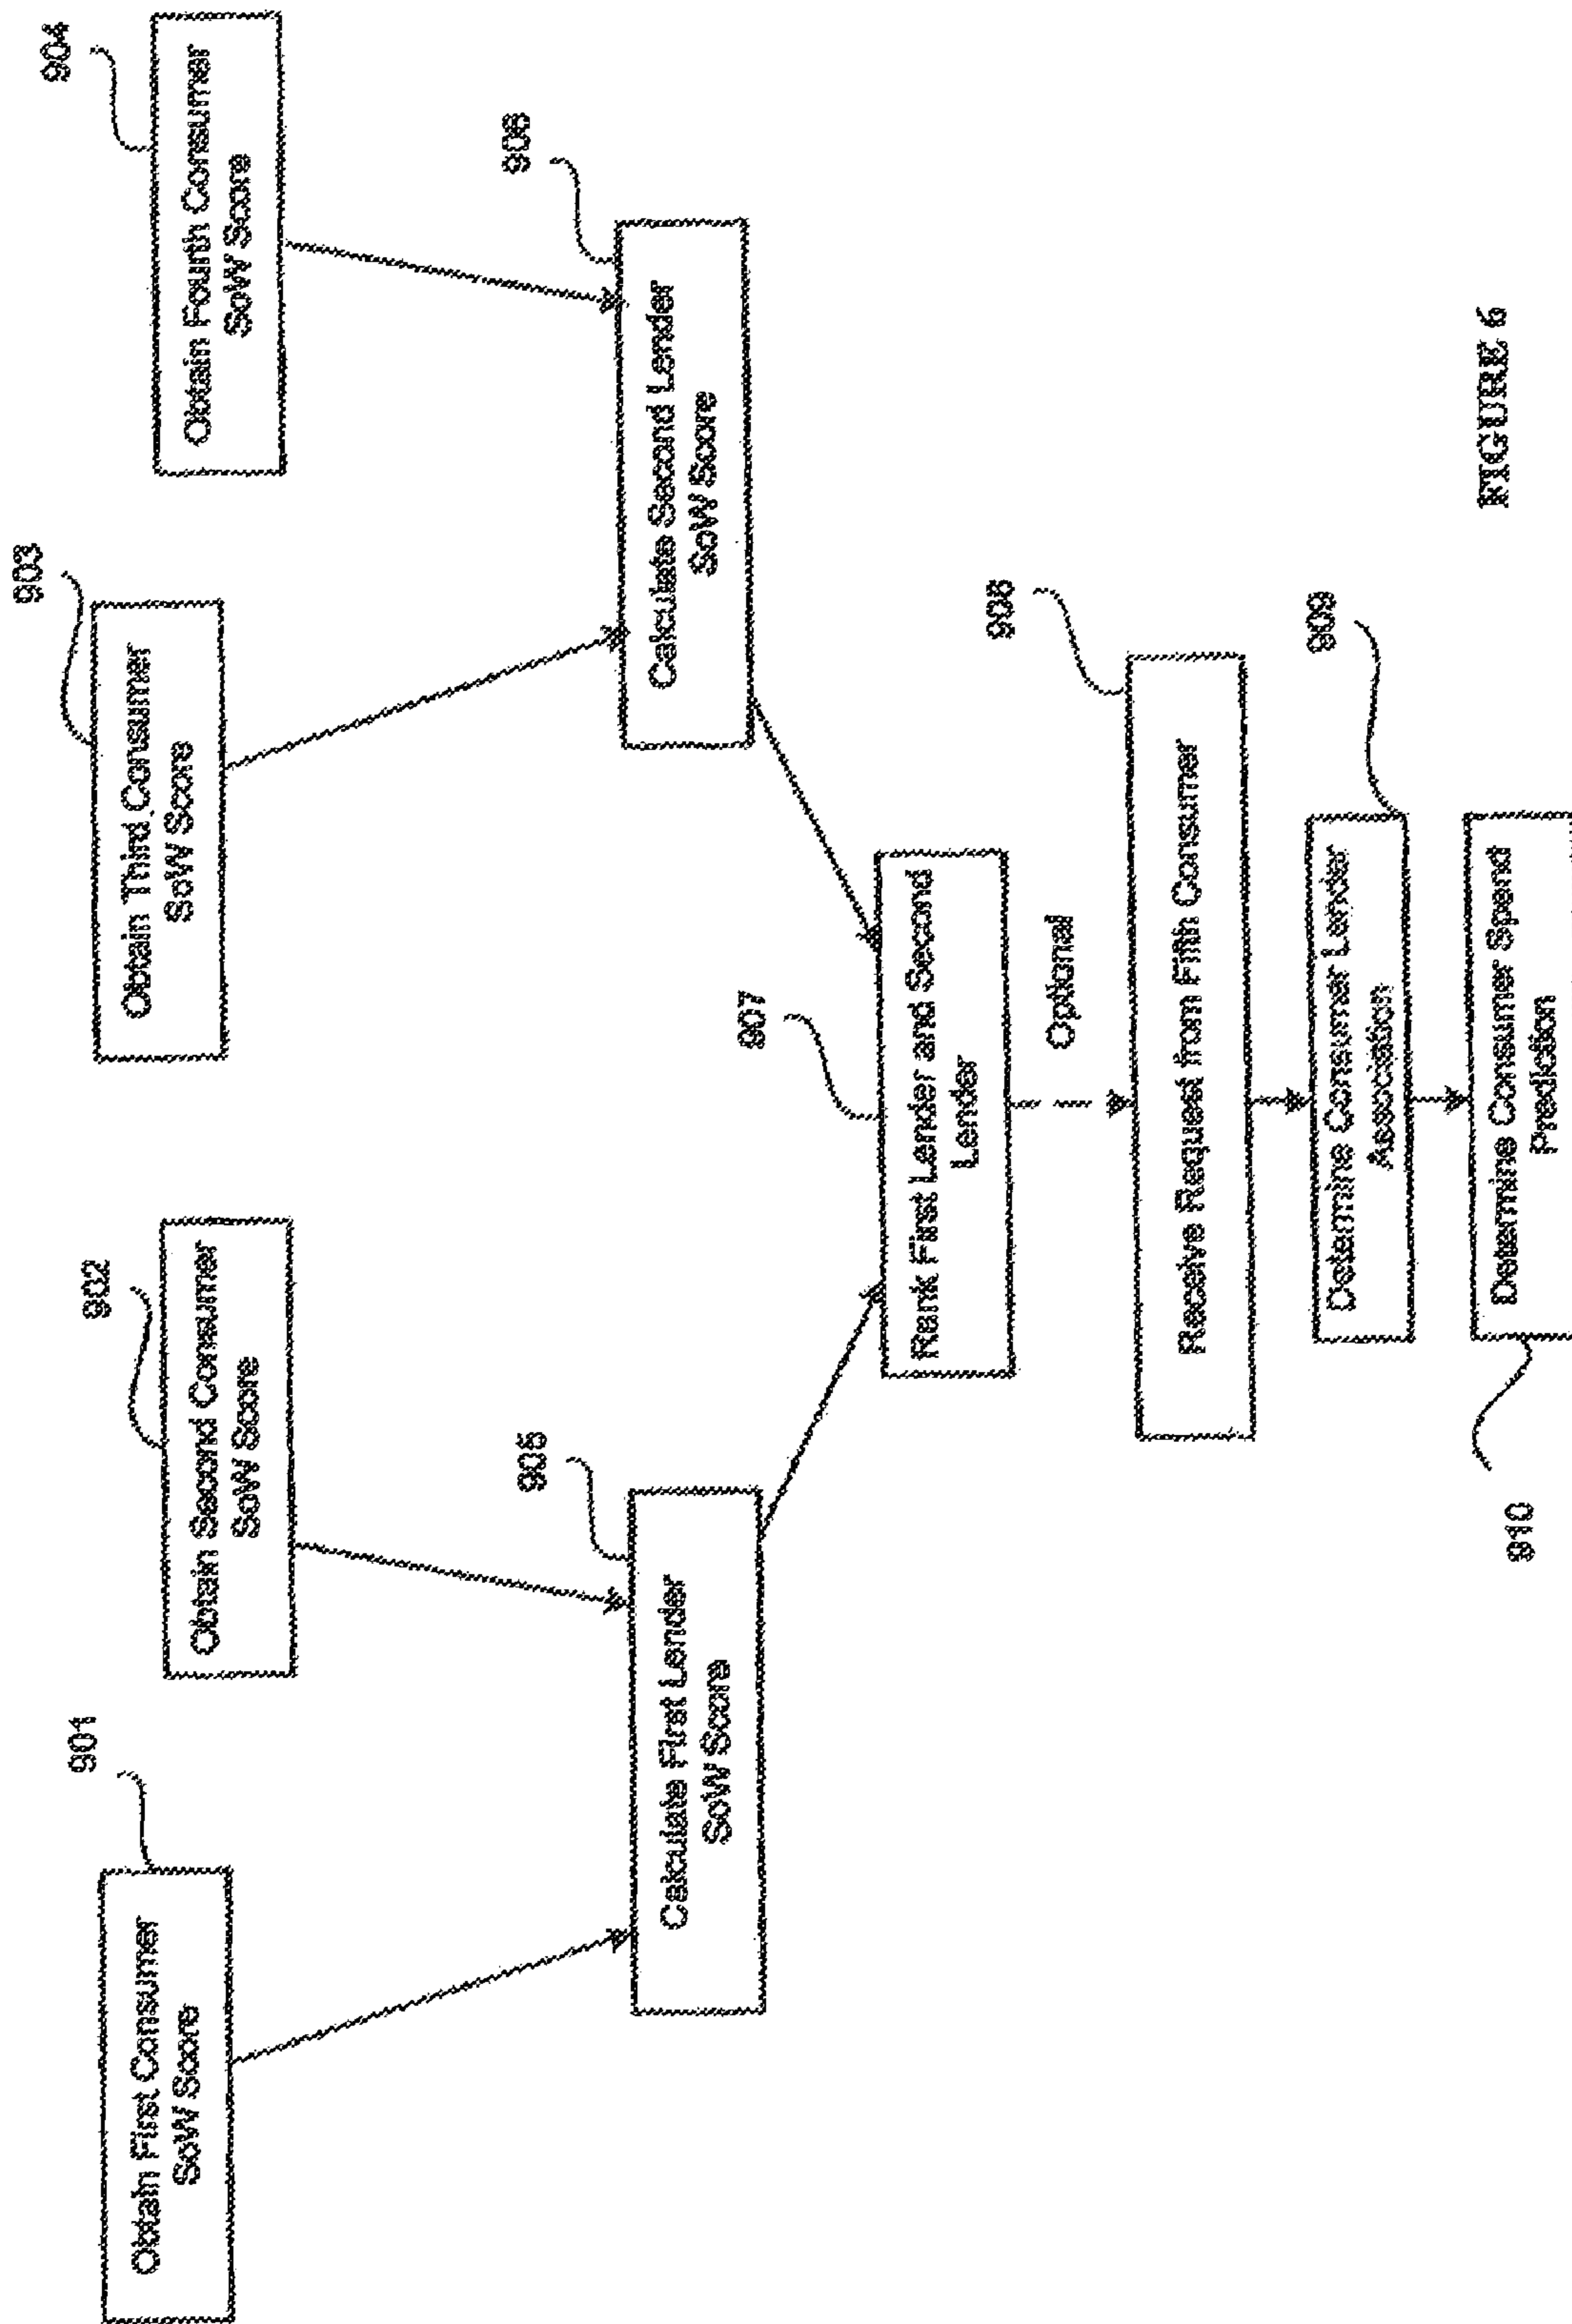 901
Obtain First Consumer
SoW Score
902
Obtain Second Consumer
SoW Score
903
Obtain Third Consumer
SoW Score
904
Obtain Fourth Consumer
SoW Score
905
Calculate First Lender
SoW Score
906
Calculate Second Lender
SoW Score
907
Rank First Lender and Second
Lender
Optional
908
Receive Request from Fifth Consumer
909
Determine Consumer Lender
Association
910
Determine Consumer Spend
Prediction
FIGURE 6